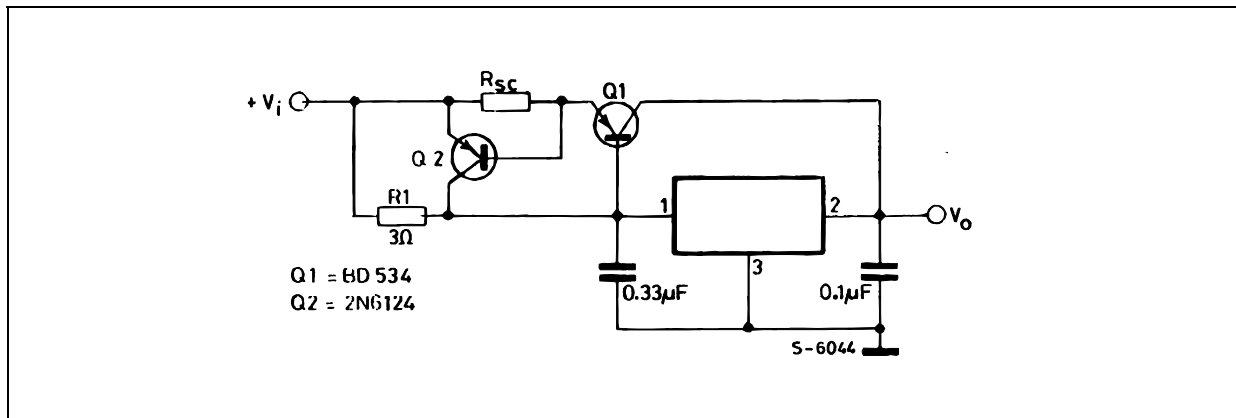 RSC
Q1
+ Vi
Q 2
R1
3Ω
1
2
Vo
3
Q1 = BD 534
Q2 = 2N6124
0.33µF
0.1µF
S-6044